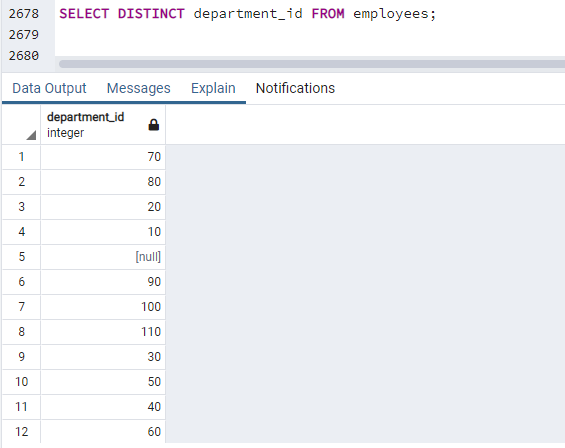 2678 SELECT DISTINCT department_id FROM employees;
2679
2680
Data Output Messages Explain Notifications
department_id
integer
1 70
2 80
3 20
4 10
5 [null]
6 90
7 100
8 110
9 30
10 50
11 40
12 60